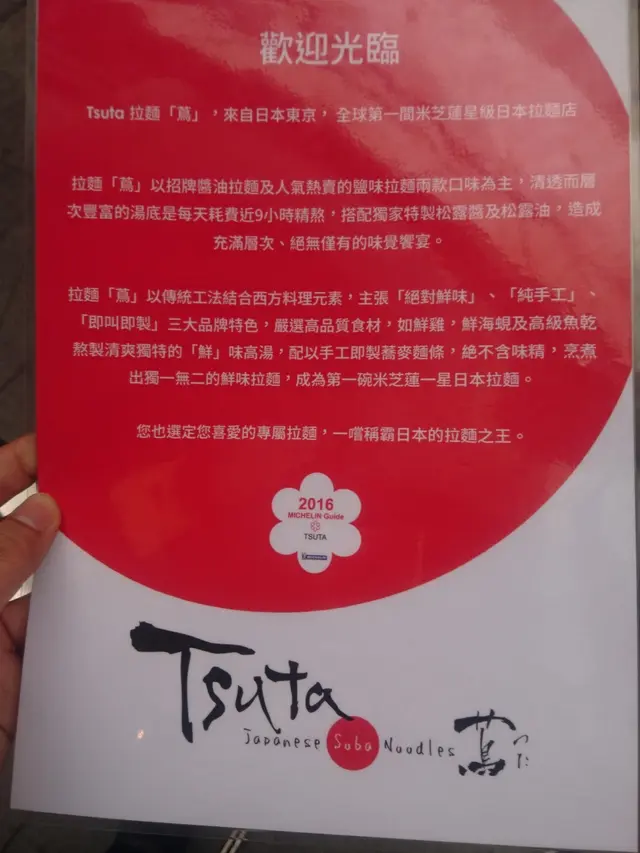 歡迎光臨
Tsuta 拉麵「蔦」，來自日本東京， 全球第一間米芝蓮星級日本拉麵店
拉麵「蔦」以招牌醬油拉麵及人氣熱賣的鹽味拉麵兩款口味為主，清透而層
次豐富的湯底是每天耗費近9小時精熬，搭配獨家特製松露醬及松露油，造成
充滿層次、絕無僅有的味覺饗宴。
拉麵「蔦」以傳統工法結合西方料理元素，主張「絕對鮮味」、「純手工」、
「即叫即製」三大品牌特色，嚴選高品質食材，如鮮雞，鮮海蜆及高級魚乾
熬製清爽獨特的「鮮」味高湯，配以手工即製蕎麥麵條，絶不含味精，烹煮
出獨一無二的鮮味拉麵，成為第一碗米芝蓮一星日本拉麵。
您也選定您喜愛的專屬拉麵，一嚐稱霸日本的拉麵之王。
2016
MICHELIN Guide
TSUTA
Tsuta
Japanese Soba Noodles 蔦 つた